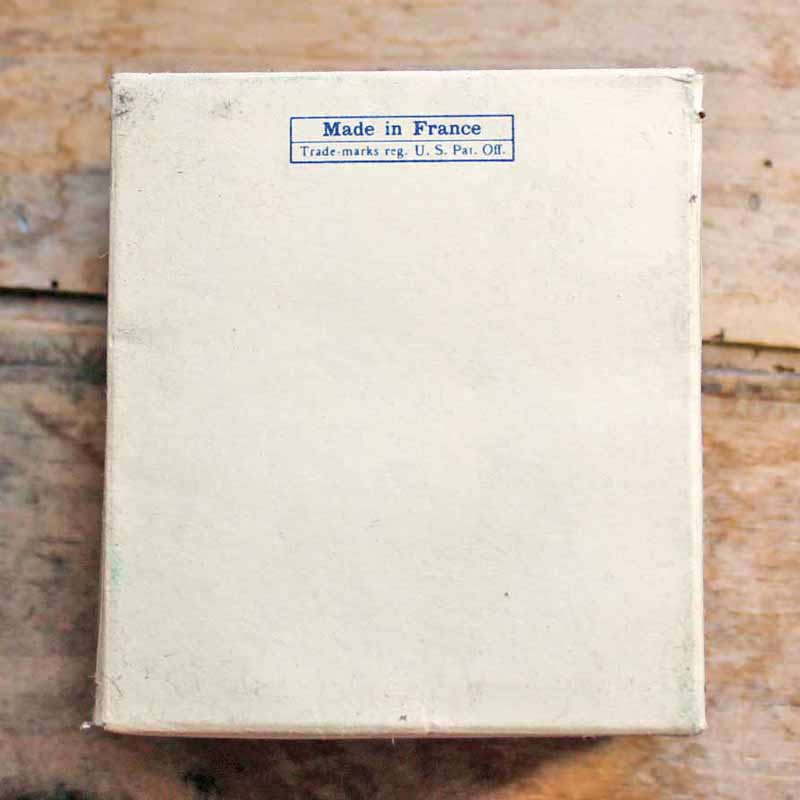 Made in France
Trade-marks reg. U. S. Pat. Off.